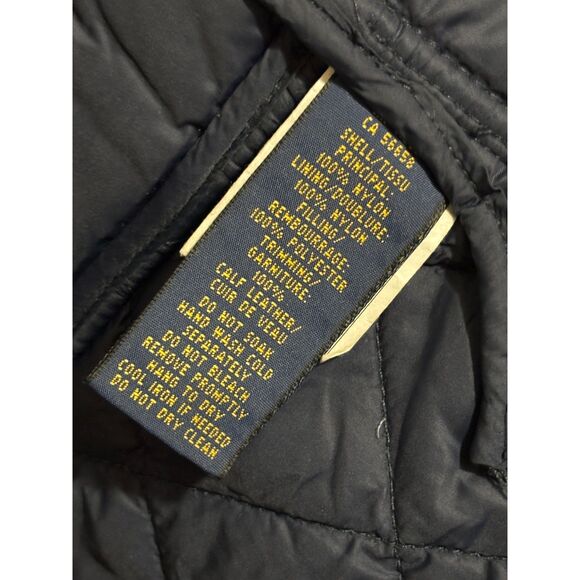 CA 56656
SHELL/TISSU
PRINCIPAL:
100% NYLON
LINING/DOUBLURE:
100% NYLON
FILLING/
REMBOURRAGE:
100% POLYESTER
TRIMMING/
GARNITURE:
100%
CALF LEATHER/
CUIR DE VEAU
DO NOT SOAK
HAND WASH COLD
SEPARATELY
DO NOT BLEACH
REMOVE PROMPTLY
HANG TO DRY
COOL IRON IF NEEDED
DO NOT DRY CLEAN